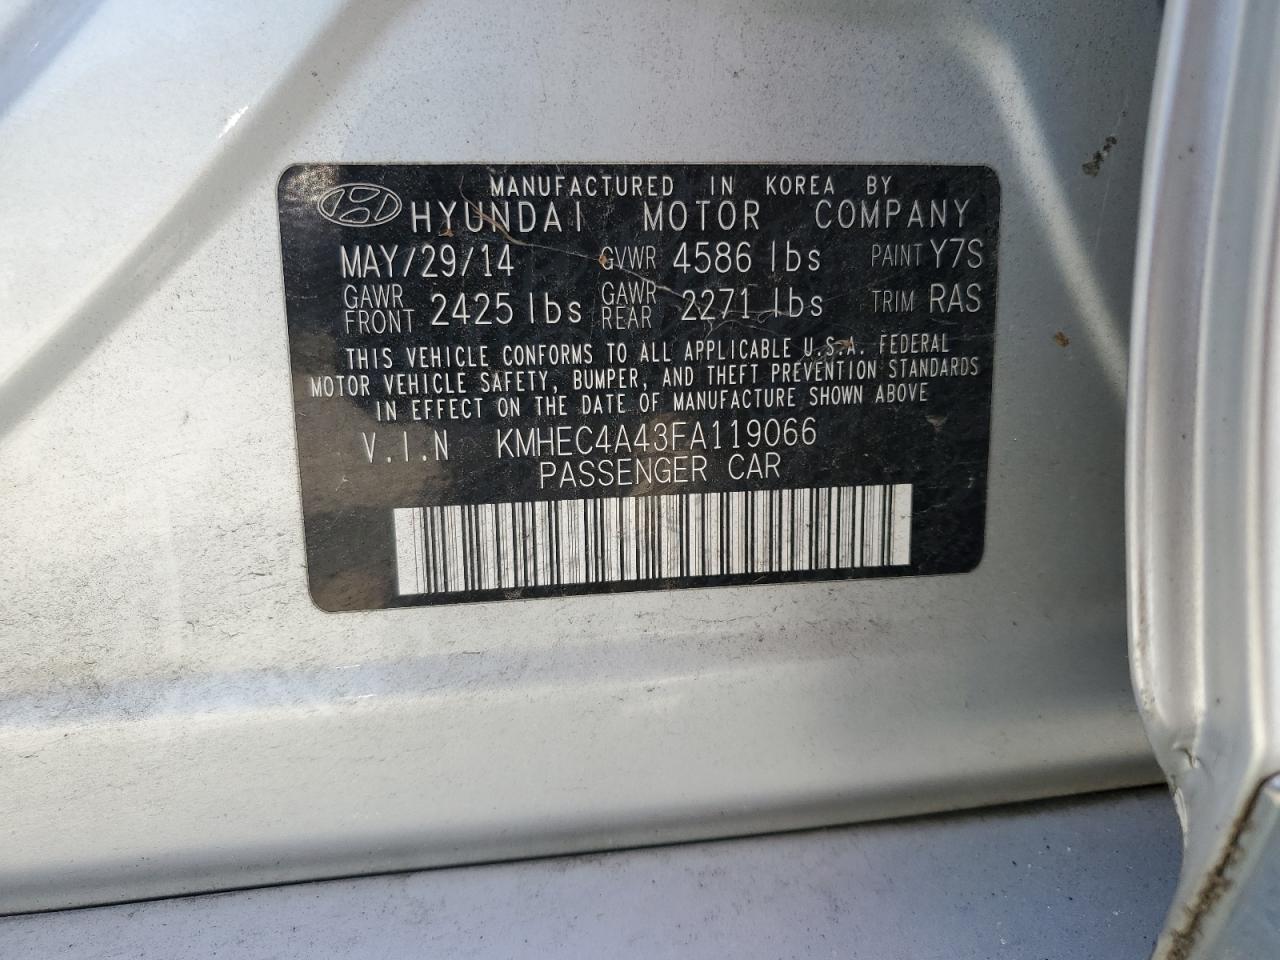 MANUFACTURED IN KOREA BY
HYUNDAI MOTOR COMPANY
MAY/29/14 GVWR 4586 lbs PAINT Y7S
GAWR FRONT 2425 lbs GAWR REAR 2271 lbs TRIM RAS
THIS VEHICLE CONFORMS TO ALL APPLICABLE U.S.A. FEDERAL
MOTOR VEHICLE SAFETY, BUMPER, AND THEFT PREVENTION STANDARDS
IN EFFECT ON THE DATE OF MANUFACTURE SHOWN ABOVE
V.I.N KMHEC4A43FA119066
PASSENGER CAR